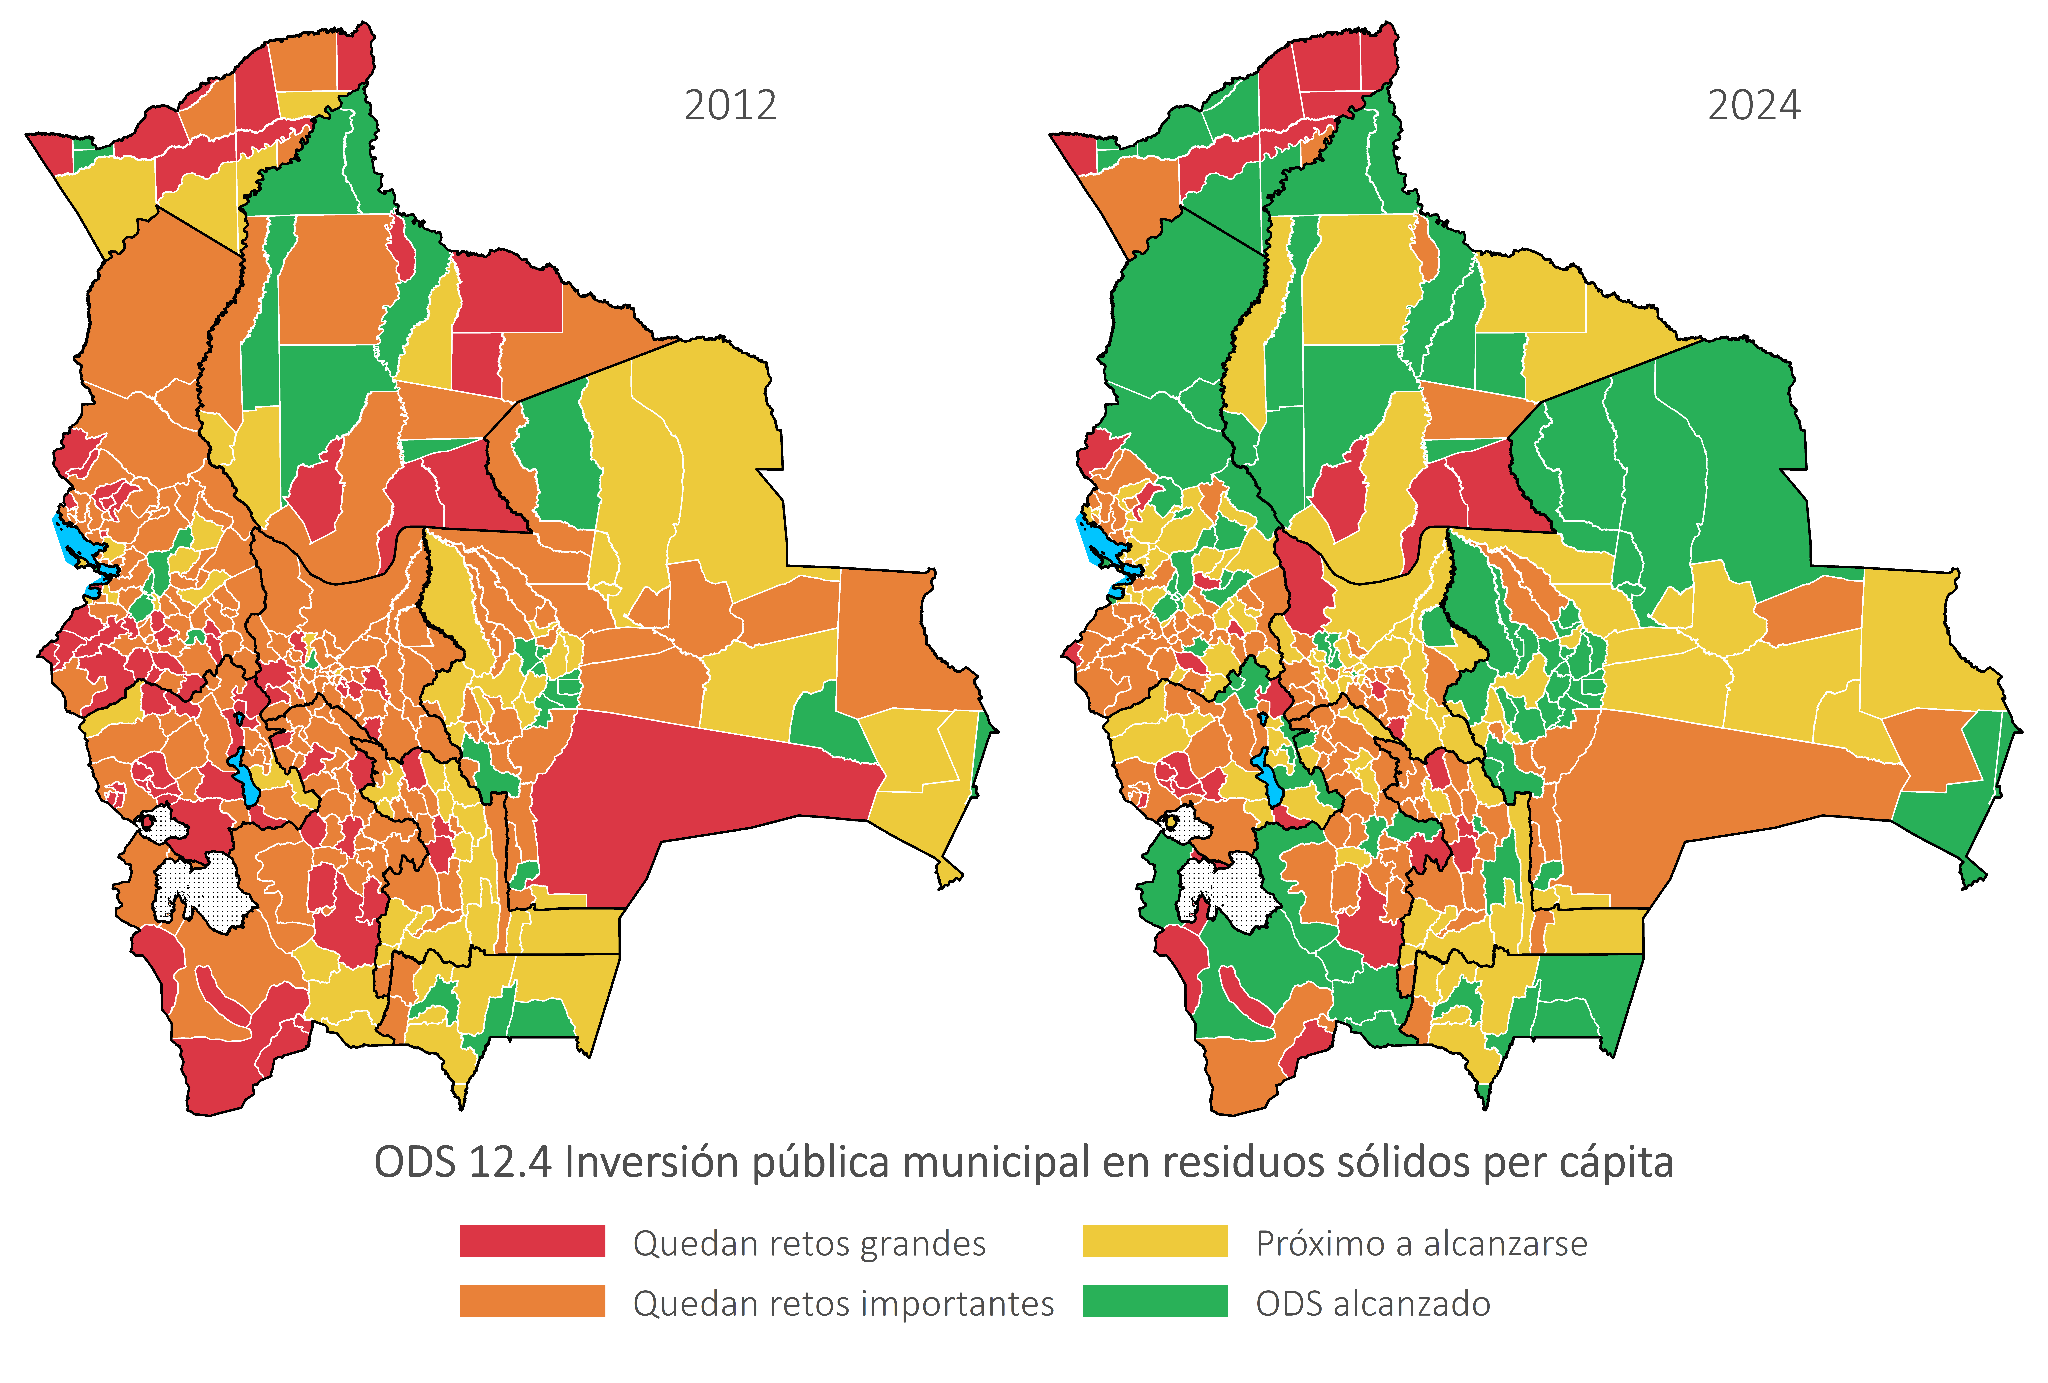 2012
2024
ODS 12.4 Inversión pública municipal en residuos sólidos per cápita
Quedan retos grandes
Próximo a alcanzarse
Quedan retos importantes
ODS alcanzado